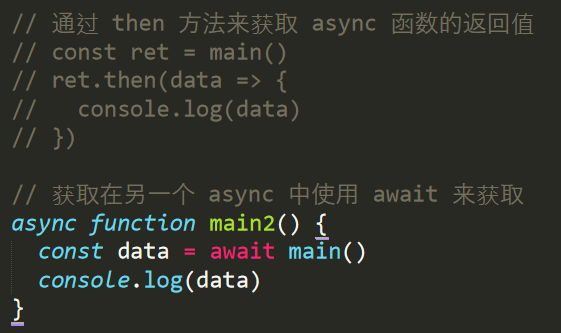 // 通过 then 方法来获取 async 函数的返回值
// const ret = main()
// ret.then(data => {
//   console.log(data)
// })

// 获取在另一个 async 中使用 await 来获取
async function main2() {
  const data = await main()
  console.log(data)
}